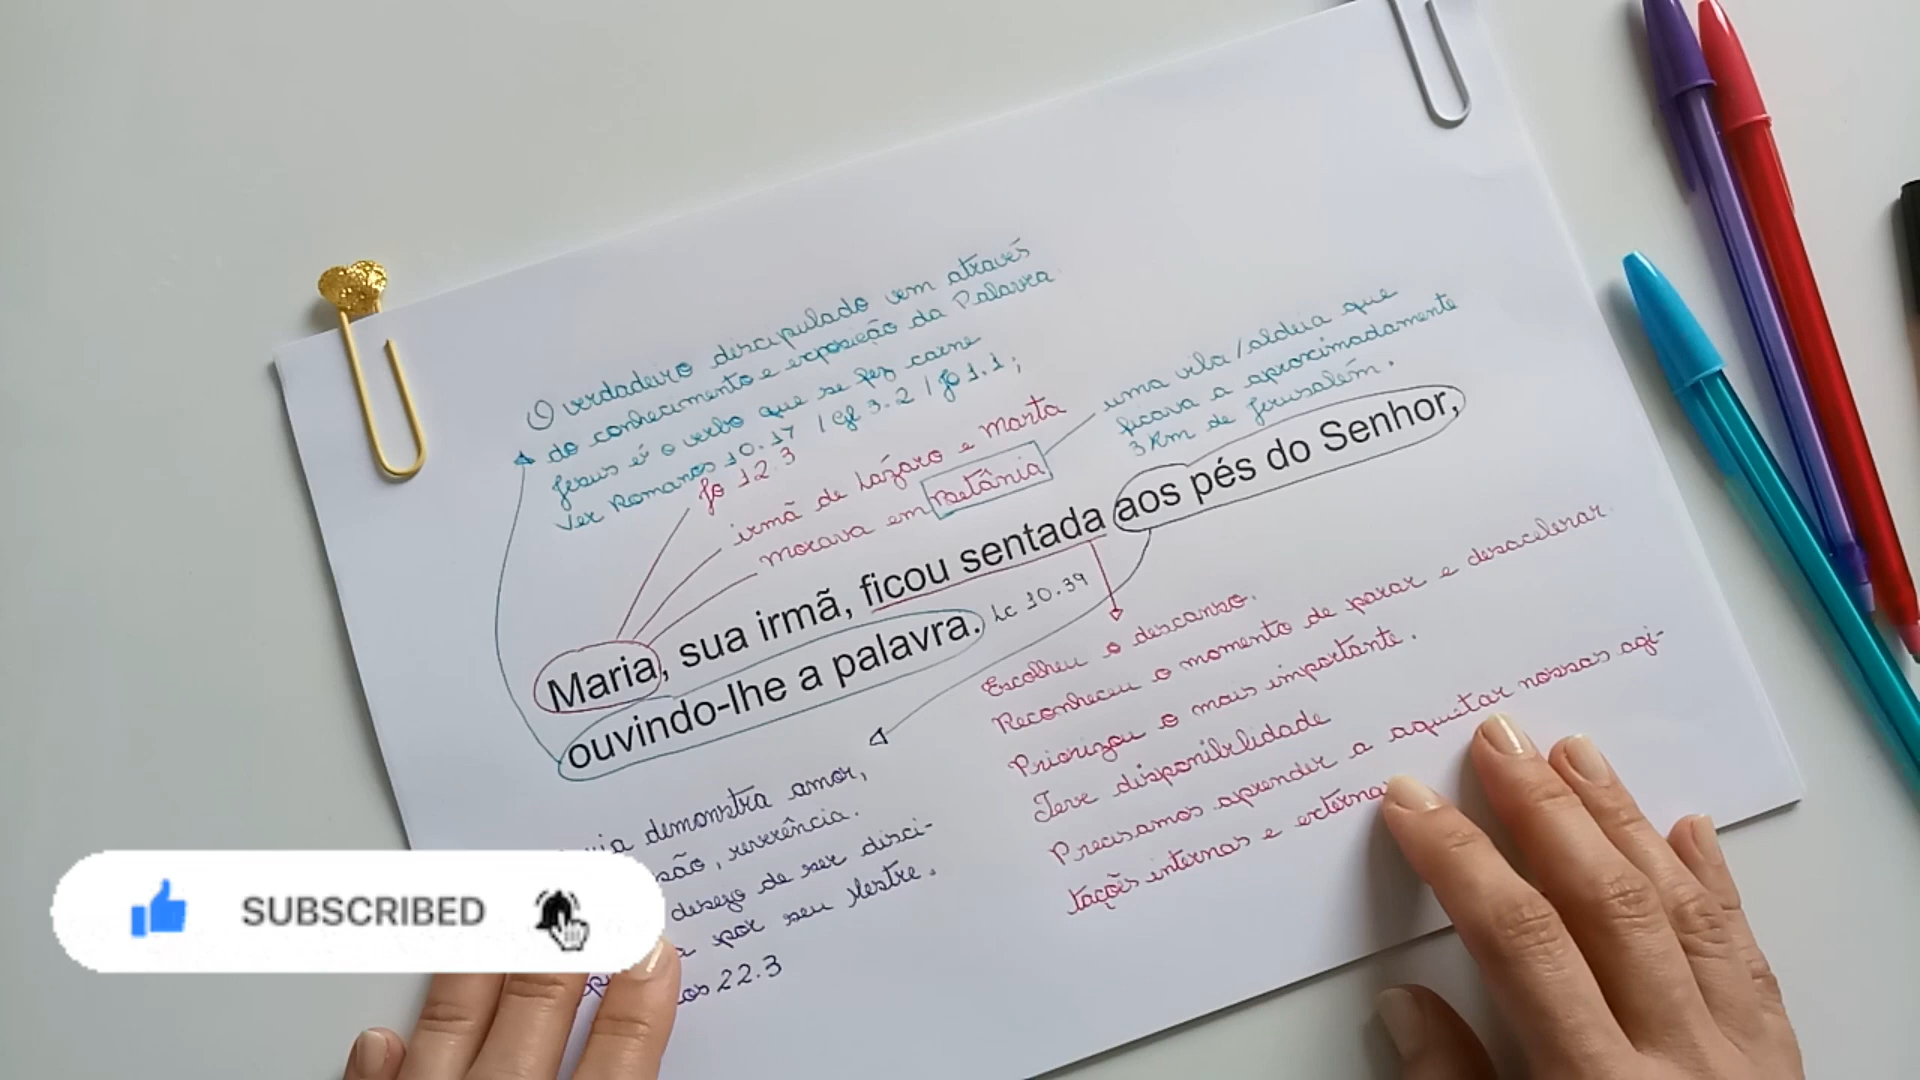 O verdadeiro discipulado vem através
do conhecimento e exposição da Palavra
Jesus é o verbo que se fez carne
Ver Romanos 10.17 / Gl 3.2 / Jo 1.1;
Jo 12.3
irmã de Lázaro e Marta
morava em Betânia
uma vila/aldeia que
ficava a aproximadamente
3 Km de Jerusalém.
Maria, sua irmã, ficou sentada aos pés do Senhor,
ouvindo-lhe a palavra. Lc 10.39
Escolheu o descanso.
Reconheceu o momento de parar e desacelerar
Priorizou o mais importante.
Teve disponibilidade
Precisamos aprender a aquietar nossas agi-
tações internas e externas
demonstra amor,
reverência.
desejo de ser disci-
por seu Mestre.
22.3
SUBSCRIBED